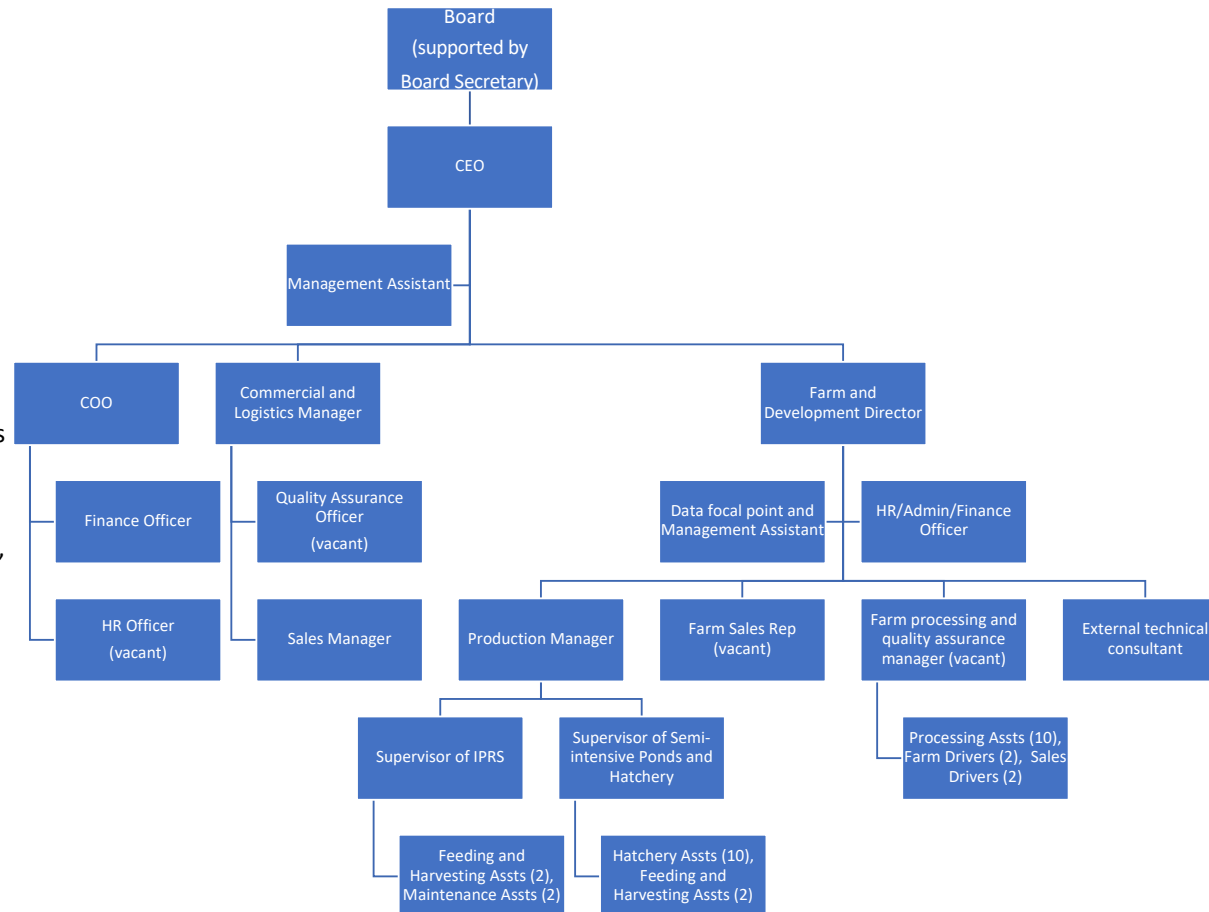 Board
(supported by
Board Secretary)
CEO
Management Assistant
COO
Commercial and
Logistics Manager
Farm and
Development Director
s
Finance Officer
Quality Assurance
Officer
(vacant)
Data focal point and
Management Assistant
HR/Admin/Finance
Officer
,
HR Officer
(vacant)
Sales Manager
Production Manager
Farm Sales Rep
(vacant)
Farm processing and
quality assurance
manager (vacant)
External technical
consultant
Supervisor of IPRS
Supervisor of Semi-
intensive Ponds and
Hatchery
Processing Assts (10),
Farm Drivers (2), Sales
Drivers (2)
Feeding and
Harvesting Assts (2),
Maintenance Assts (2)
Hatchery Assts (10),
Feeding and
Harvesting Assts (2)